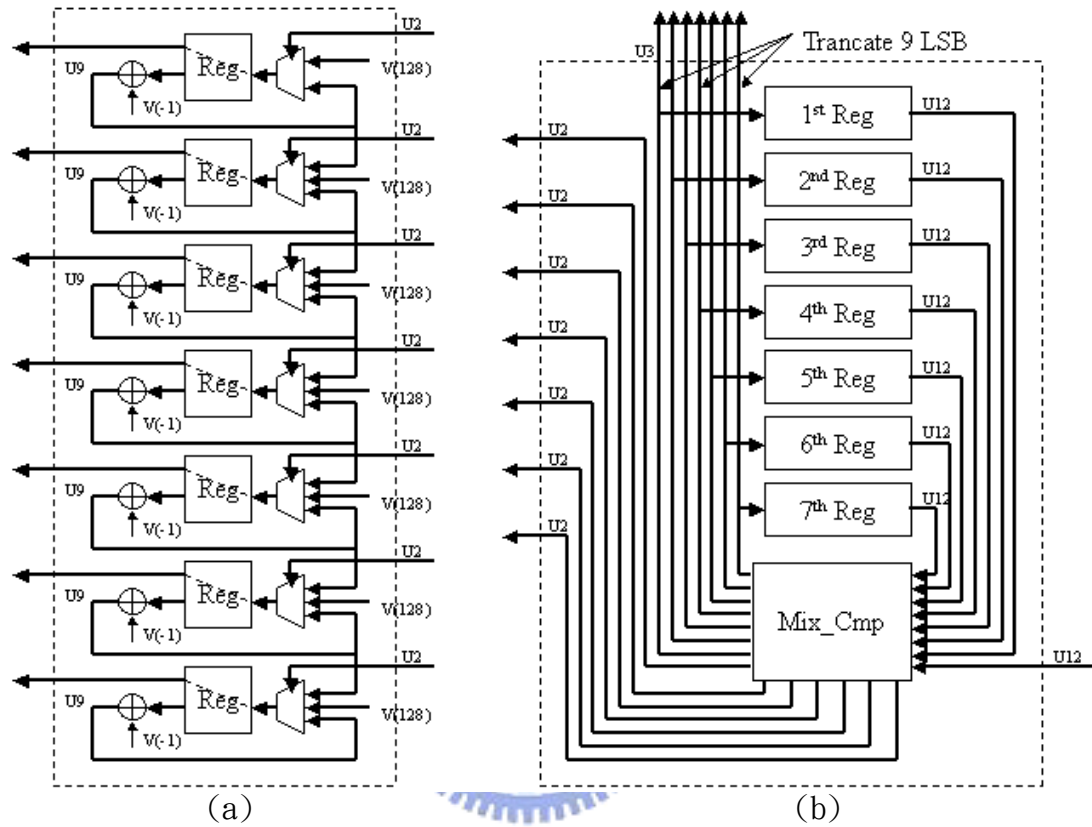 U2
U9
Reg
V(128)
V(-1)
U2
U9
Reg
V(128)
V(-1)
U2
U9
Reg
V(128)
V(-1)
U2
U9
Reg
V(128)
V(-1)
U2
U9
Reg
V(128)
V(-1)
U2
U9
Reg
V(128)
V(-1)
U2
U9
Reg
V(128)
V(-1)
(a)
U3
Trancate 9 LSB
1st Reg
U12
U2
2nd Reg
U12
U2
3rd Reg
U12
U2
4th Reg
U12
U2
5th Reg
U12
U2
6th Reg
U12
U2
7th Reg
U12
U2
Mix_Cmp
U12
(b)